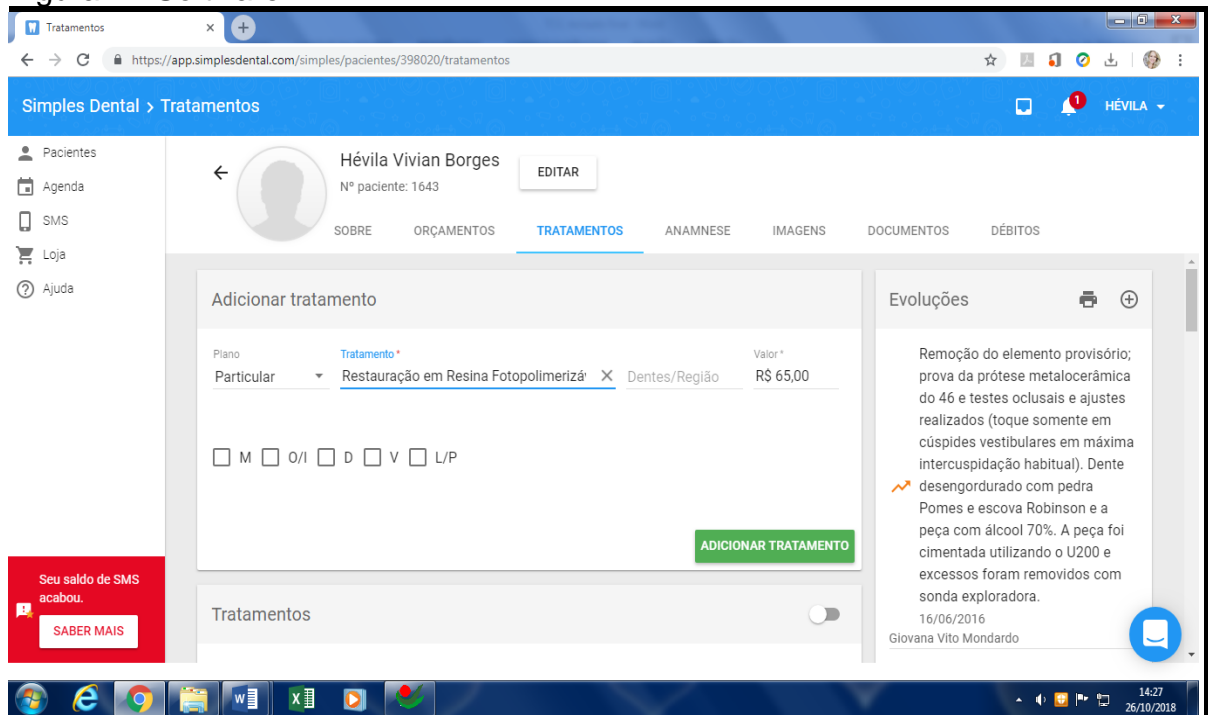 Tratamentos
https://app.simplesdental.com/simples/pacientes/398020/tratamentos
Simples Dental > Tratamentos
1
HÉVILA
Pacientes
Agenda
SMS
Loja
Ajuda
Hévila Vivian Borges
Nº paciente: 1643
EDITAR
SOBRE ORÇAMENTOS TRATAMENTOS ANAMNESE IMAGENS DOCUMENTOS DÉBITOS
Adicionar tratamento
Plano Tratamento * Valor *
Particular Restauração em Resina Fotopolimerizáv Dentes/Região R$ 65,00
M O/I D V L/P
ADICIONAR TRATAMENTO
Tratamentos
Evoluções
Remoção do elemento provisório;
prova da prótese metalocerâmica
do 46 e testes oclusais e ajustes
realizados (toque somente em
cúspides vestibulares em máxima
intercuspidação habitual). Dente
desengordurado com pedra
Pomes e escova Robinson e a
peça com álcool 70%. A peça foi
cimentada utilizando o U200 e
excessos foram removidos com
sonda exploradora.
16/06/2016
Giovana Vito Mondardo
Seu saldo de SMS
acabou.
SABER MAIS
14:27
26/10/2018